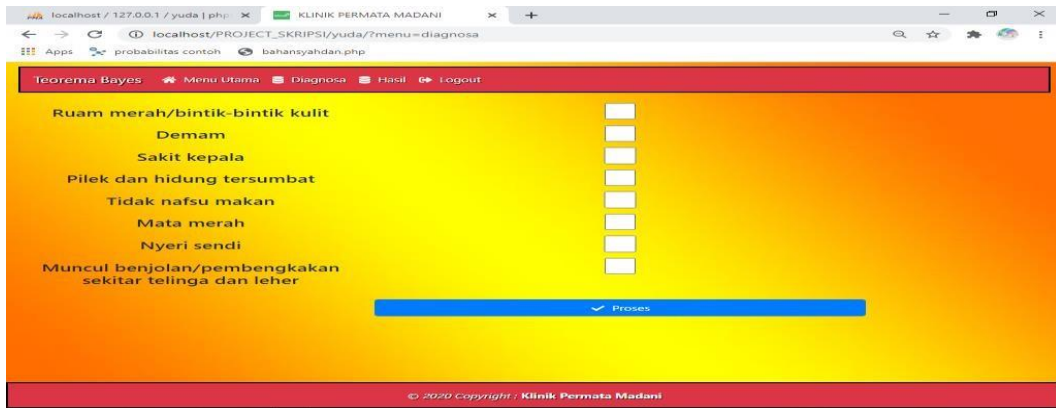 localhost / 127.0.0.1 / yuda | php
KLINIK PERMATA MADANI
localhost/PROJECT_SKRIPSI/yuda/?menu=diagnosa
Apps probabilitas contoh bahansyahdan.php
Teorema Bayes Menu Utama Diagnosa Hasil Logout
Ruam merah/bintik-bintik kulit
Demam
Sakit kepala
Pilek dan hidung tersumbat
Tidak nafsu makan
Mata merah
Nyeri sendi
Muncul benjolan/pembengkakan
sekitar telinga dan leher
Proses
© 2020 Copyright : Klinik Permata Madani